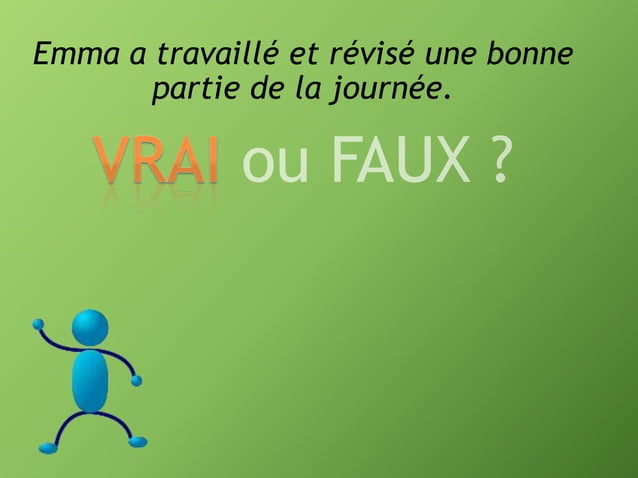 Emma a travaillé et révisé une bonne
partie de la journée.
VRAI ou FAUX ?